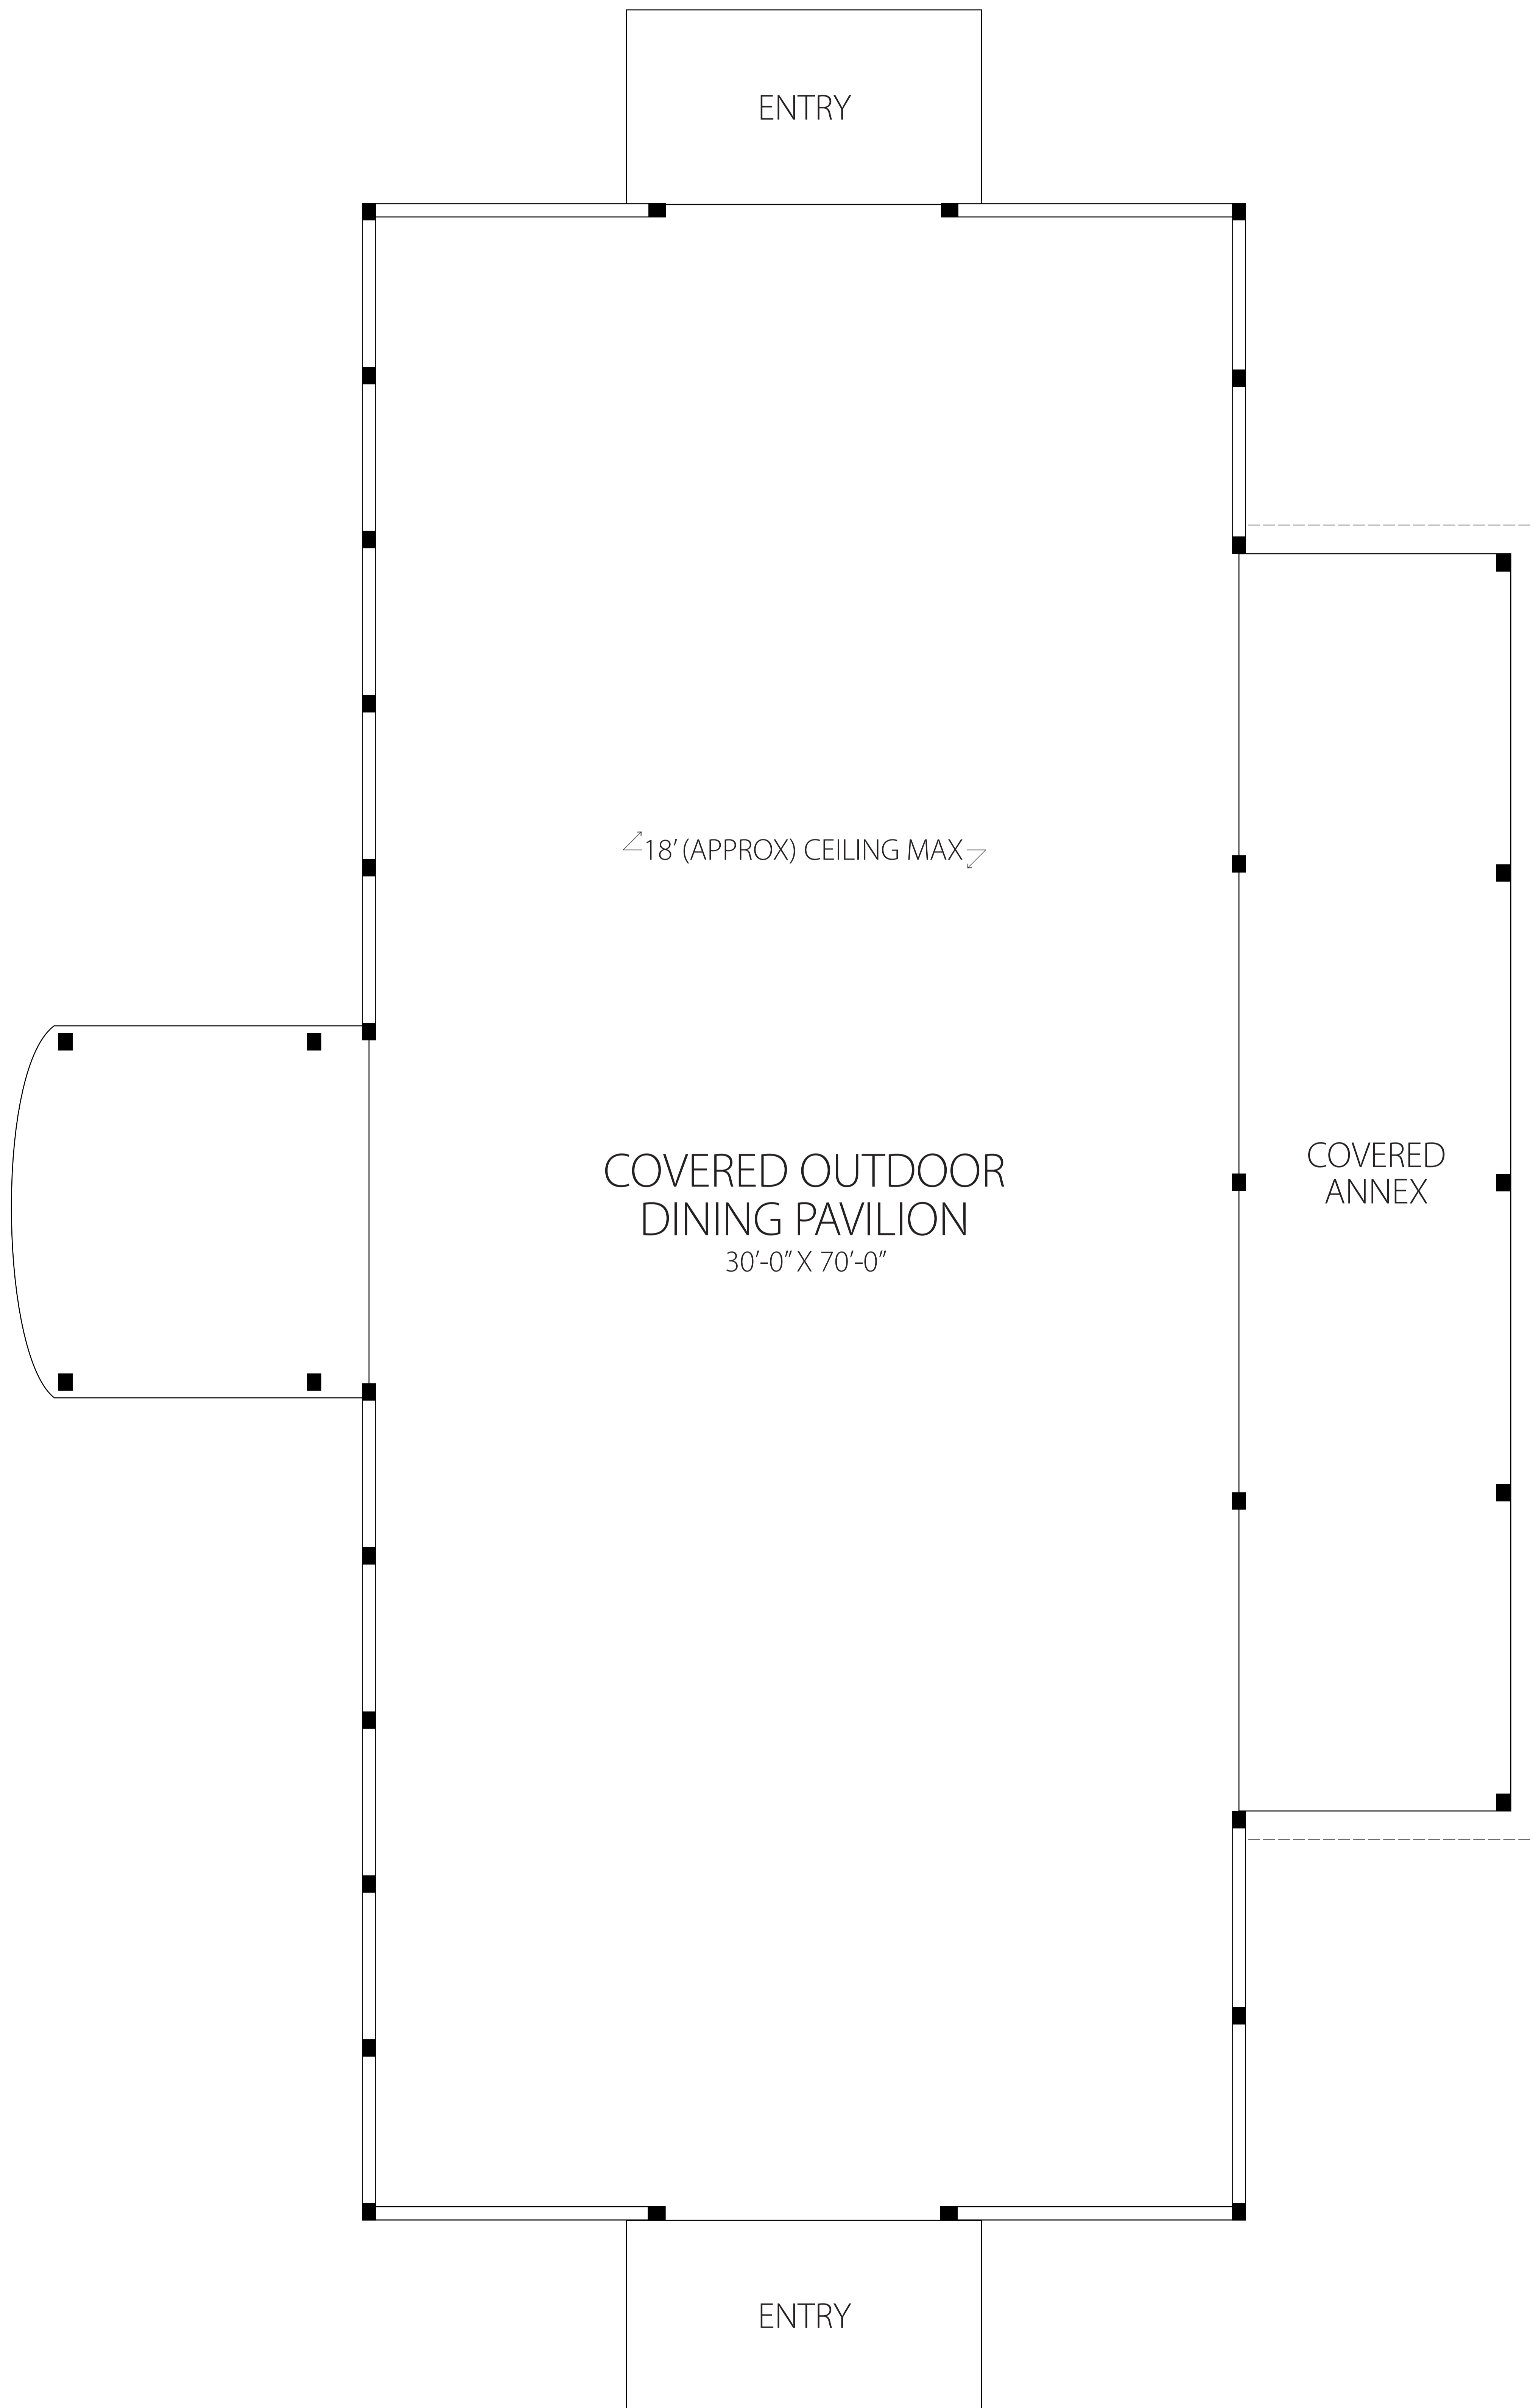 ENTRY
18′ (APPROX) CEILING MAX
COVERED OUTDOOR
DINING PAVILION
30′-0″ X 70′-0″
COVERED
ANNEX
ENTRY